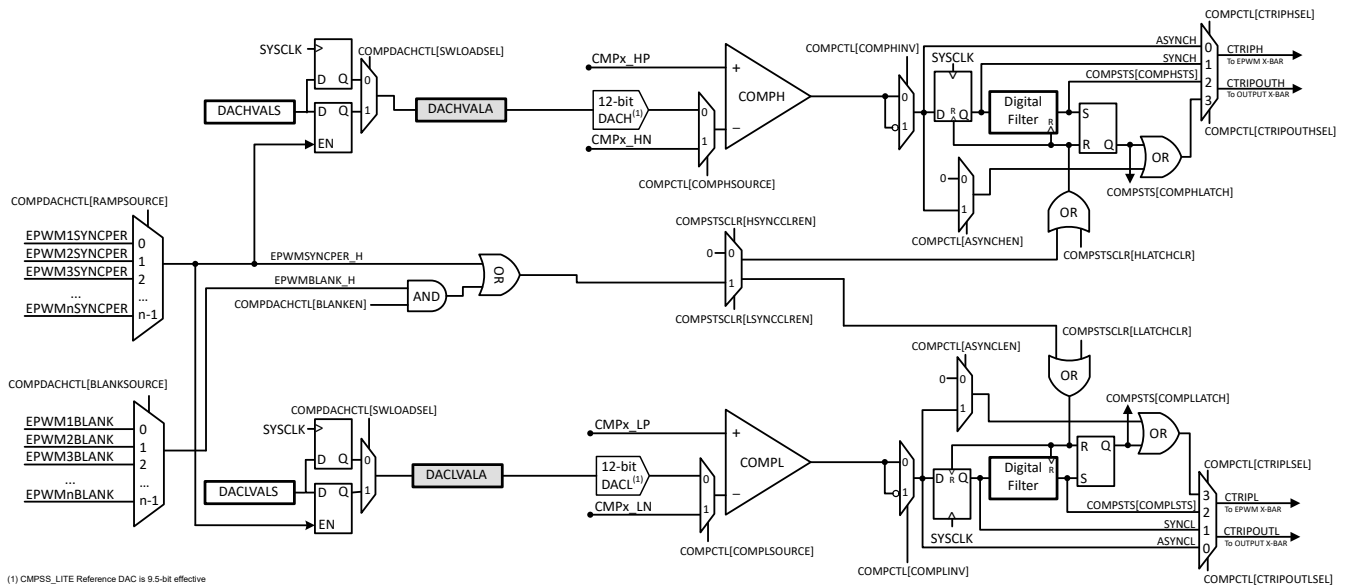 COMPCTL[CTRIPHSEL]
ASYNCH
SYNCH
COMPSTS[COMPHSTS]
0
1
2
3
CTRIPH
To EPWM X-BAR
CTRIPOUTH
To OUTPUT X-BAR
COMPCTL[CTRIPOUTHSEL]
SYSCLK
D Q
D Q
EN
COMPDACHCTL[SWLOADSEL]
0
1
DACHVALS
DACHVALA
CMPx_HP
12-bit
DACH(1)
CMPx_HN
0
1
COMPCTL[COMPHSOURCE]
+
COMPH
–
COMPCTL[COMPHINV]
0
1
SYSCLK
D R Q
Digital
Filter
R
S
R Q
OR
COMPSTS[COMPHLATCH]
0
0
1
COMPCTL[ASYNCHEN]
OR
COMPSTSCLR[HLATCHCLR]
COMPDACHCTL[RAMPSOURCE]
EPWM1SYNCPER
EPWM2SYNCPER
EPWM3SYNCPER
...
EPWMnSYNCPER
0
1
2
...
n-1
EPWMSYNCPER_H
EPWMBLANK_H
COMPDACHCTL[BLANKEN]
AND
OR
COMPSTSCLR[HSYNCCLREN]
0
0
1
COMPSTSCLR[LSYNCCLREN]
COMPDACHCTL[BLANKSOURCE]
EPWM1BLANK
EPWM2BLANK
EPWM3BLANK
...
EPWMnBLANK
0
1
2
...
n-1
COMPDACHCTL[SWLOADSEL]
SYSCLK
D Q
D Q
EN
0
1
DACLVALS
DACLVALA
CMPx_LP
12-bit
DACL(1)
CMPx_LN
0
1
COMPCTL[COMPLSOURCE]
+
COMPL
–
0
1
COMPCTL[COMPLINV]
COMPCTL[ASYNCLEN]
0
0
1
COMPSTSCLR[LLATCHCLR]
OR
COMPSTS[COMPLLATCH]
D R Q
SYSCLK
Digital
Filter
R
R Q
S
OR
COMPCTL[CTRIPLSEL]
COMPSTS[COMPLSTS]
SYNCL
ASYNCL
3
2
1
0
CTRIPL
To EPWM X-BAR
CTRIPOUTL
To OUTPUT X-BAR
COMPCTL[CTRIPOUTLSEL]
(1) CMPSS_LITE Reference DAC is 9.5-bit effective